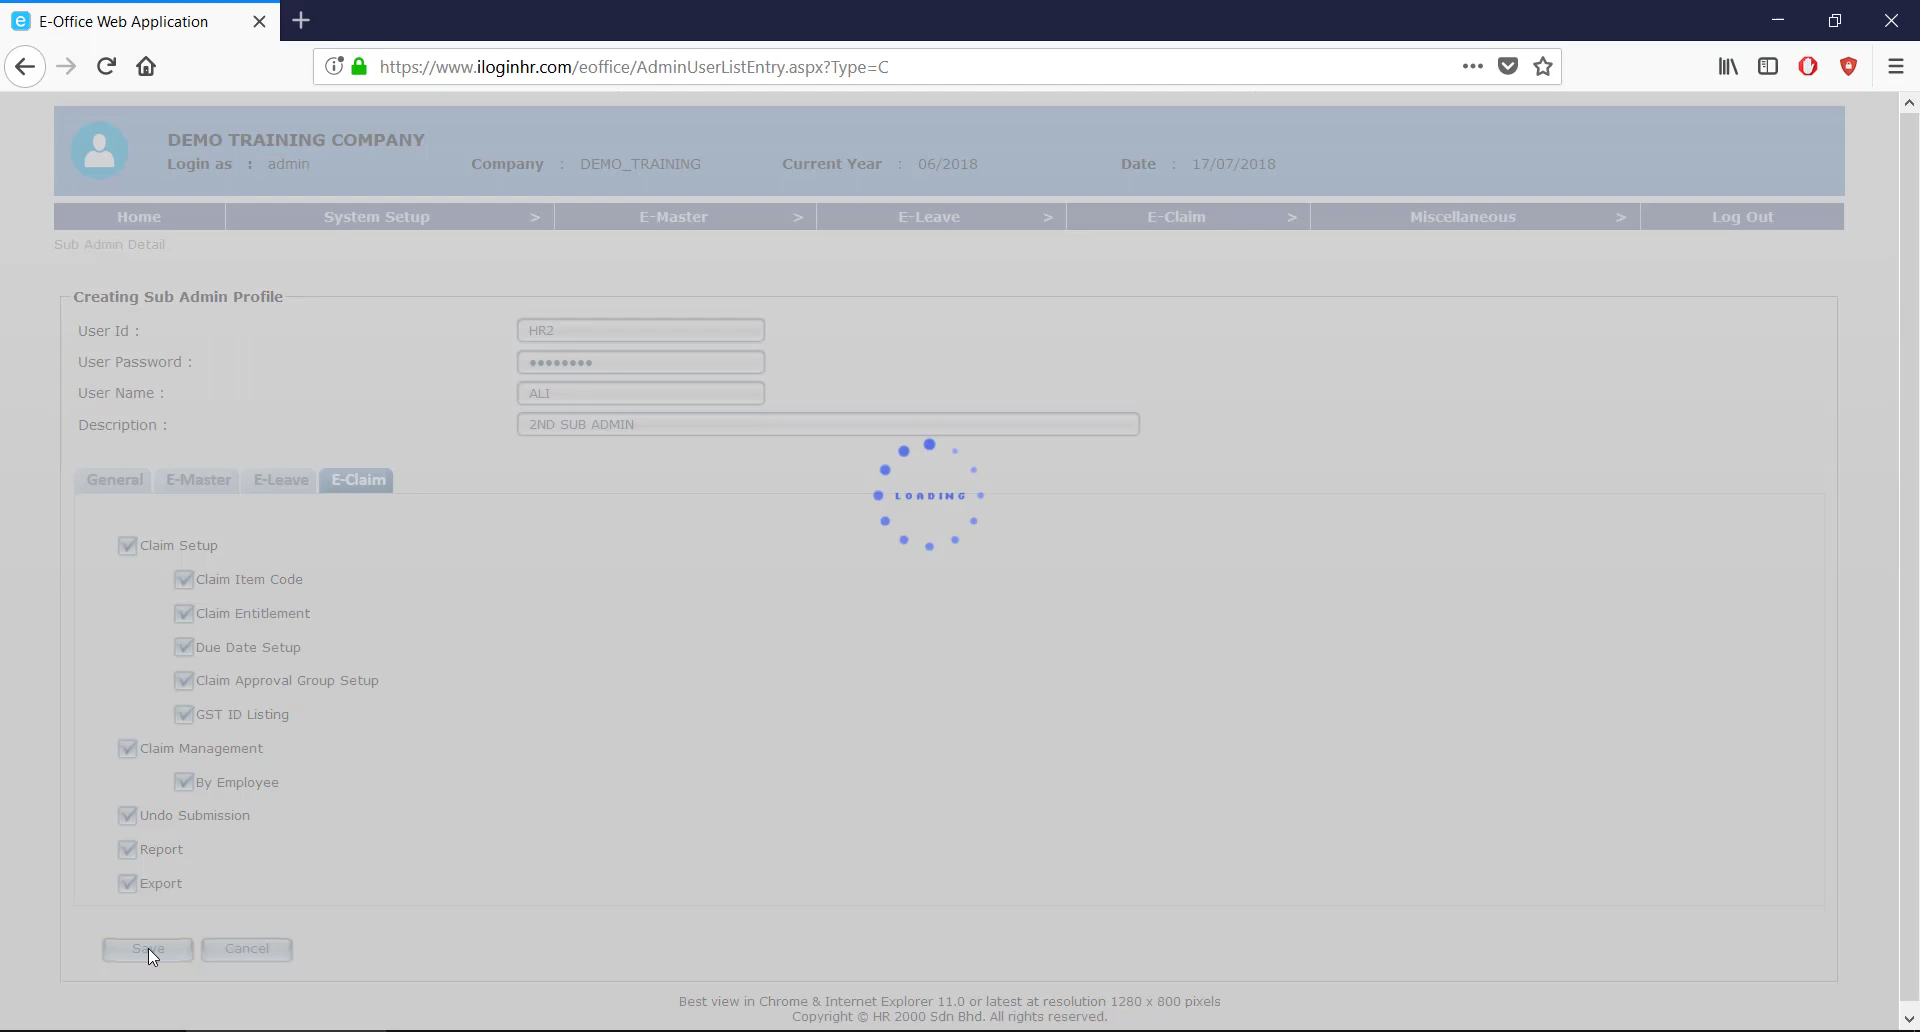 E-Office Web Application
https://www.iloginhr.com/eoffice/AdminUserListEntry.aspx?Type=C
DEMO TRAINING COMPANY
Login as : admin Company : DEMO_TRAINING Current Year : 06/2018 Date : 17/07/2018
Home System Setup > E-Master > E-Leave > E-Claim > Miscellaneous > Log Out
Sub Admin Detail
Creating Sub Admin Profile
User Id : HR2
User Password : ••••••••
User Name : ALI
Description : 2ND SUB ADMIN
General E-Master E-Leave E-Claim
LOADING
Claim Setup
Claim Item Code
Claim Entitlement
Due Date Setup
Claim Approval Group Setup
GST ID Listing
Claim Management
By Employee
Undo Submission
Report
Export
Save Cancel
Best view in Chrome & Internet Explorer 11.0 or latest at resolution 1280 x 800 pixels
Copyright © HR 2000 Sdn Bhd. All rights reserved.